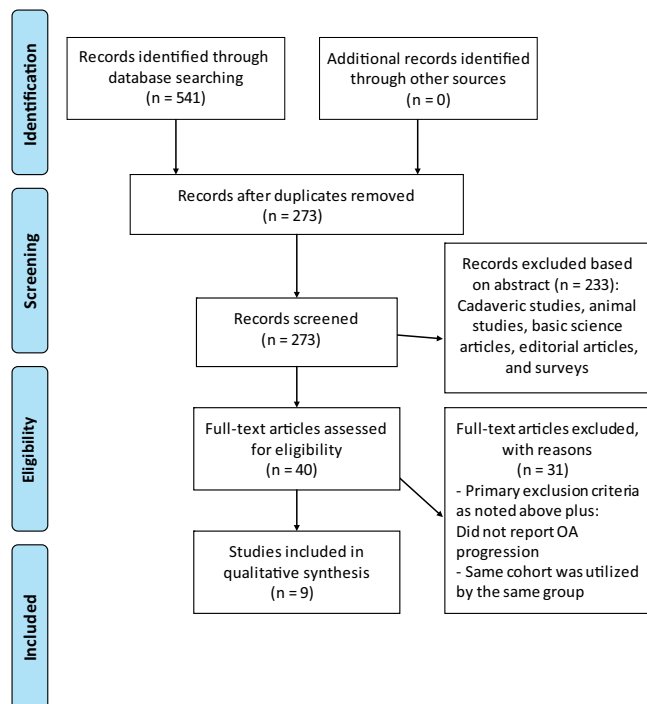 Identification
Records identified through
database searching
(n = 541)
Additional records identified
through other sources
(n = 0)
Records after duplicates removed
(n = 273)
Screening
Records screened
(n = 273)
Records excluded based
on abstract (n = 233):
Cadaveric studies, animal
studies, basic science
articles, editorial articles,
and surveys
Eligibility
Full-text articles assessed
for eligibility
(n = 40)
Full-text articles excluded,
with reasons
(n = 31)
- Primary exclusion criteria
as noted above plus:
Did not report OA
progression
- Same cohort was utilized
by the same group
Studies included in
qualitative synthesis
(n = 9)
Included